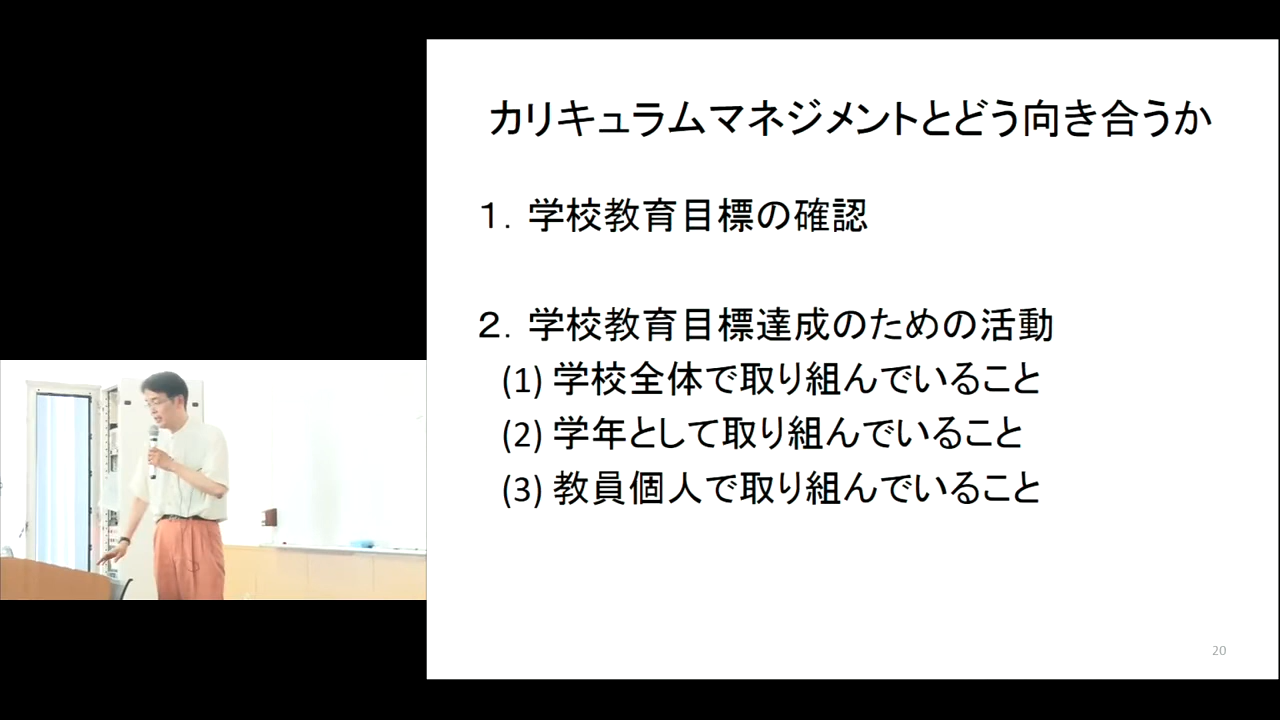 カリキュラムマネジメントとどう向き合うか
１．学校教育目標の確認
２．学校教育目標達成のための活動
(1) 学校全体で取り組んでいること
(2) 学年として取り組んでいること
(3) 教員個人で取り組んでいること
20